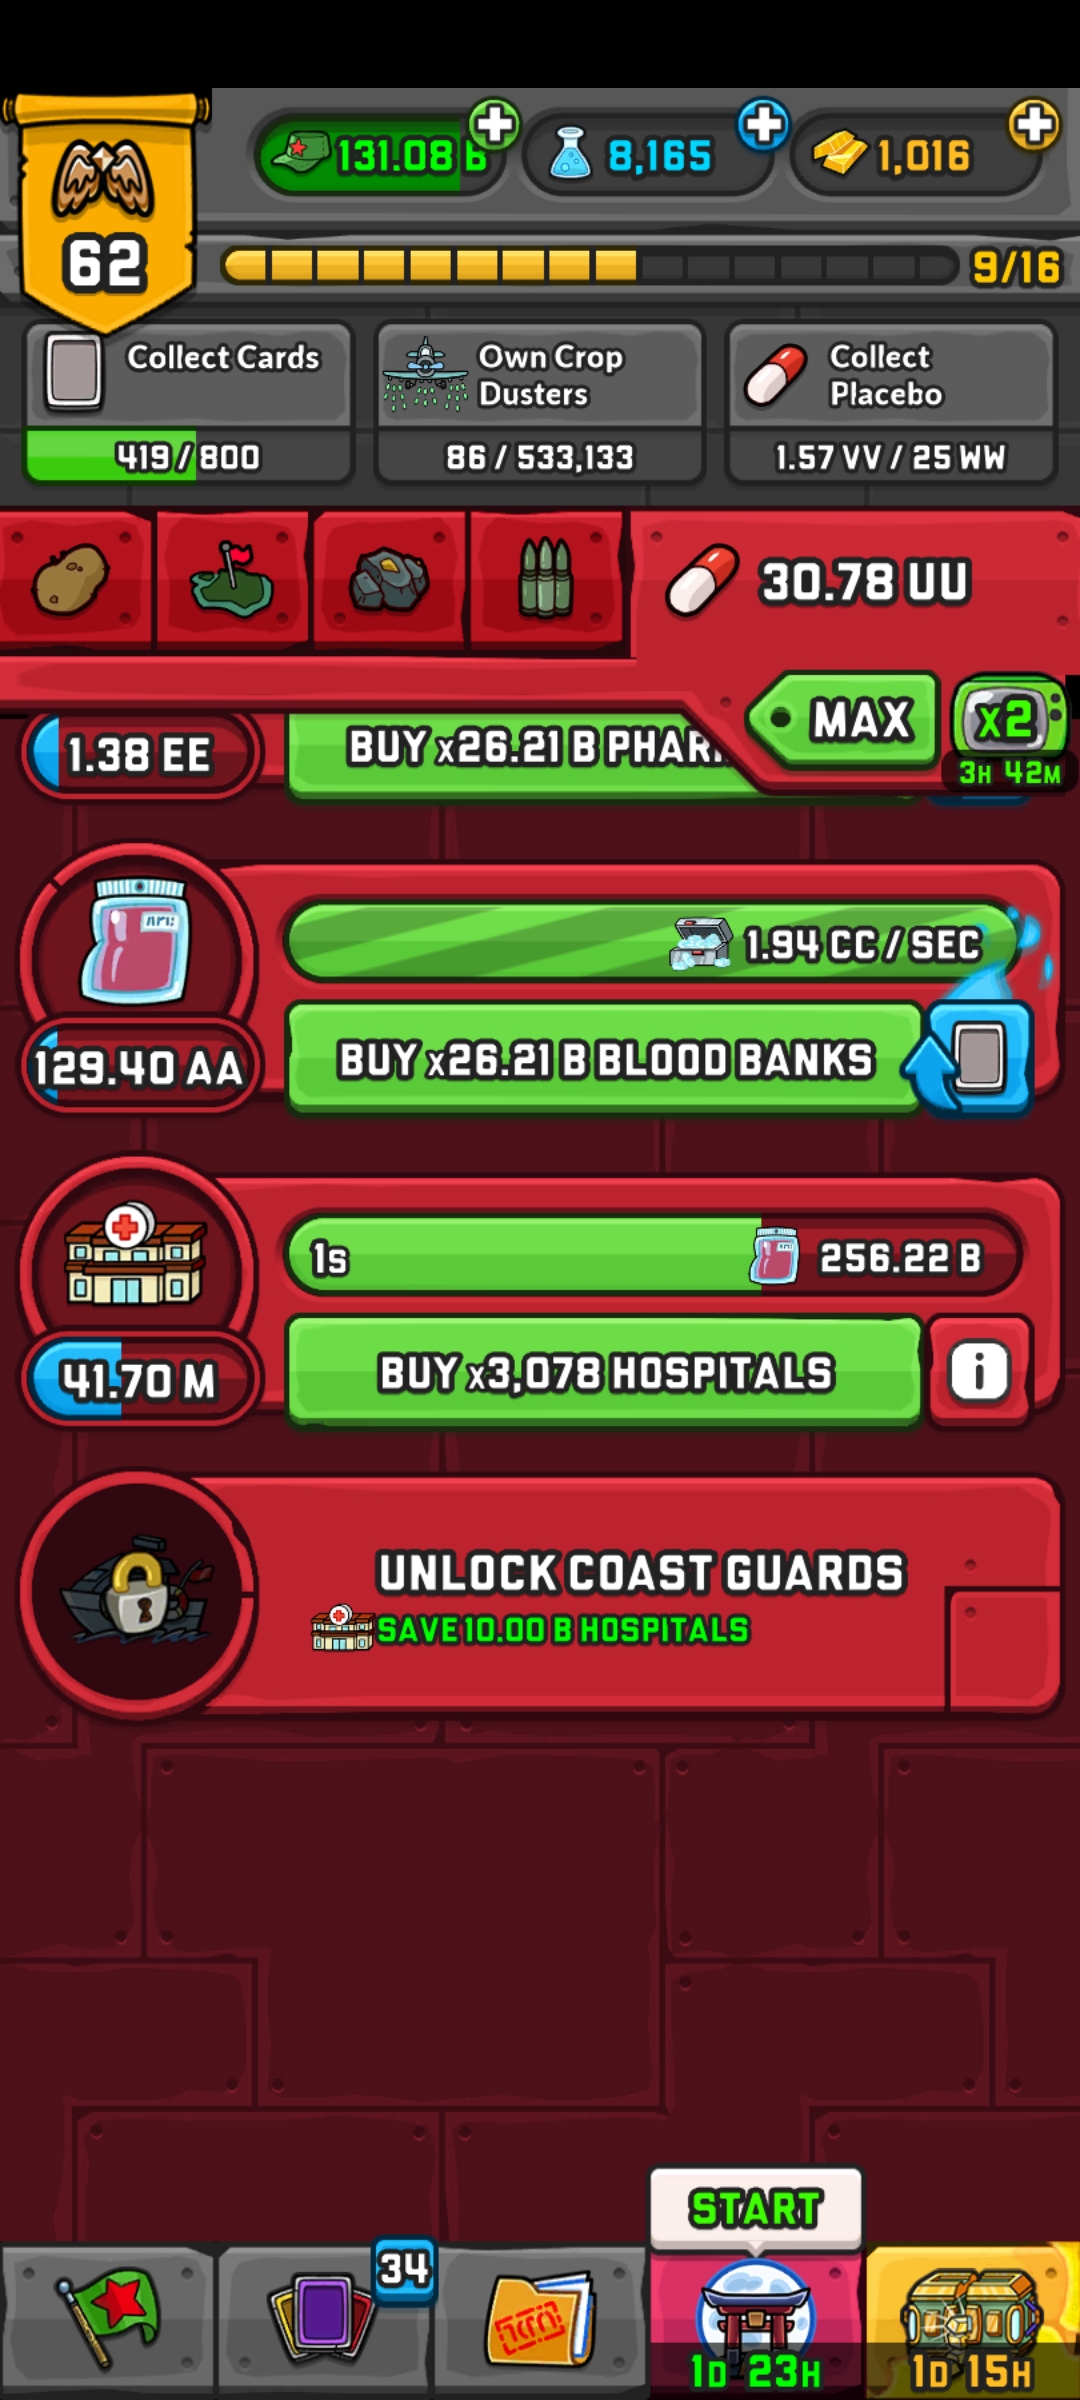 131.08 B
8,165
1,016
62
9/16
Collect Cards
419 / 800
Own Crop
Dusters
86 / 533,133
Collect
Placebo
1.57 VV / 25 WW
30.78 UU
MAX
x2
3H 42M
1.38 EE
BUY x26.21 B PHAR
1.94 CC / SEC
129.40 AA
BUY x26.21 B BLOOD BANKS
1s
256.22 B
41.70 M
BUY x3,078 HOSPITALS
i
UNLOCK COAST GUARDS
SAVE 10.00 B HOSPITALS
START
34
1D 23H
1D 15H